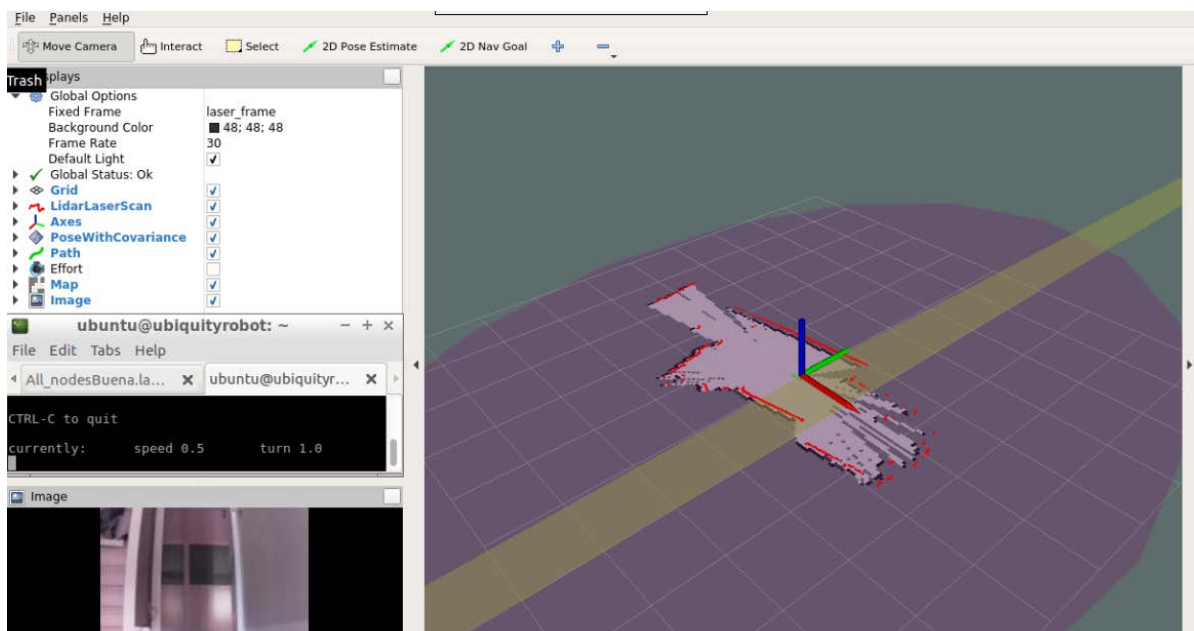 File Panels Help
Move Camera Interact Select 2D Pose Estimate 2D Nav Goal
Trash plays
Global Options
Fixed Frame laser_frame
Background Color 48; 48; 48
Frame Rate 30
Default Light
Global Status: Ok
Grid
LidarLaserScan
Axes
PoseWithCovariance
Path
Effort
Map
Image
ubuntu@ubiquityrobot: ~
File Edit Tabs Help
All_nodesBuena.la... ubuntu@ubiquityr...
CTRL-C to quit
currently: speed 0.5 turn 1.0
Image